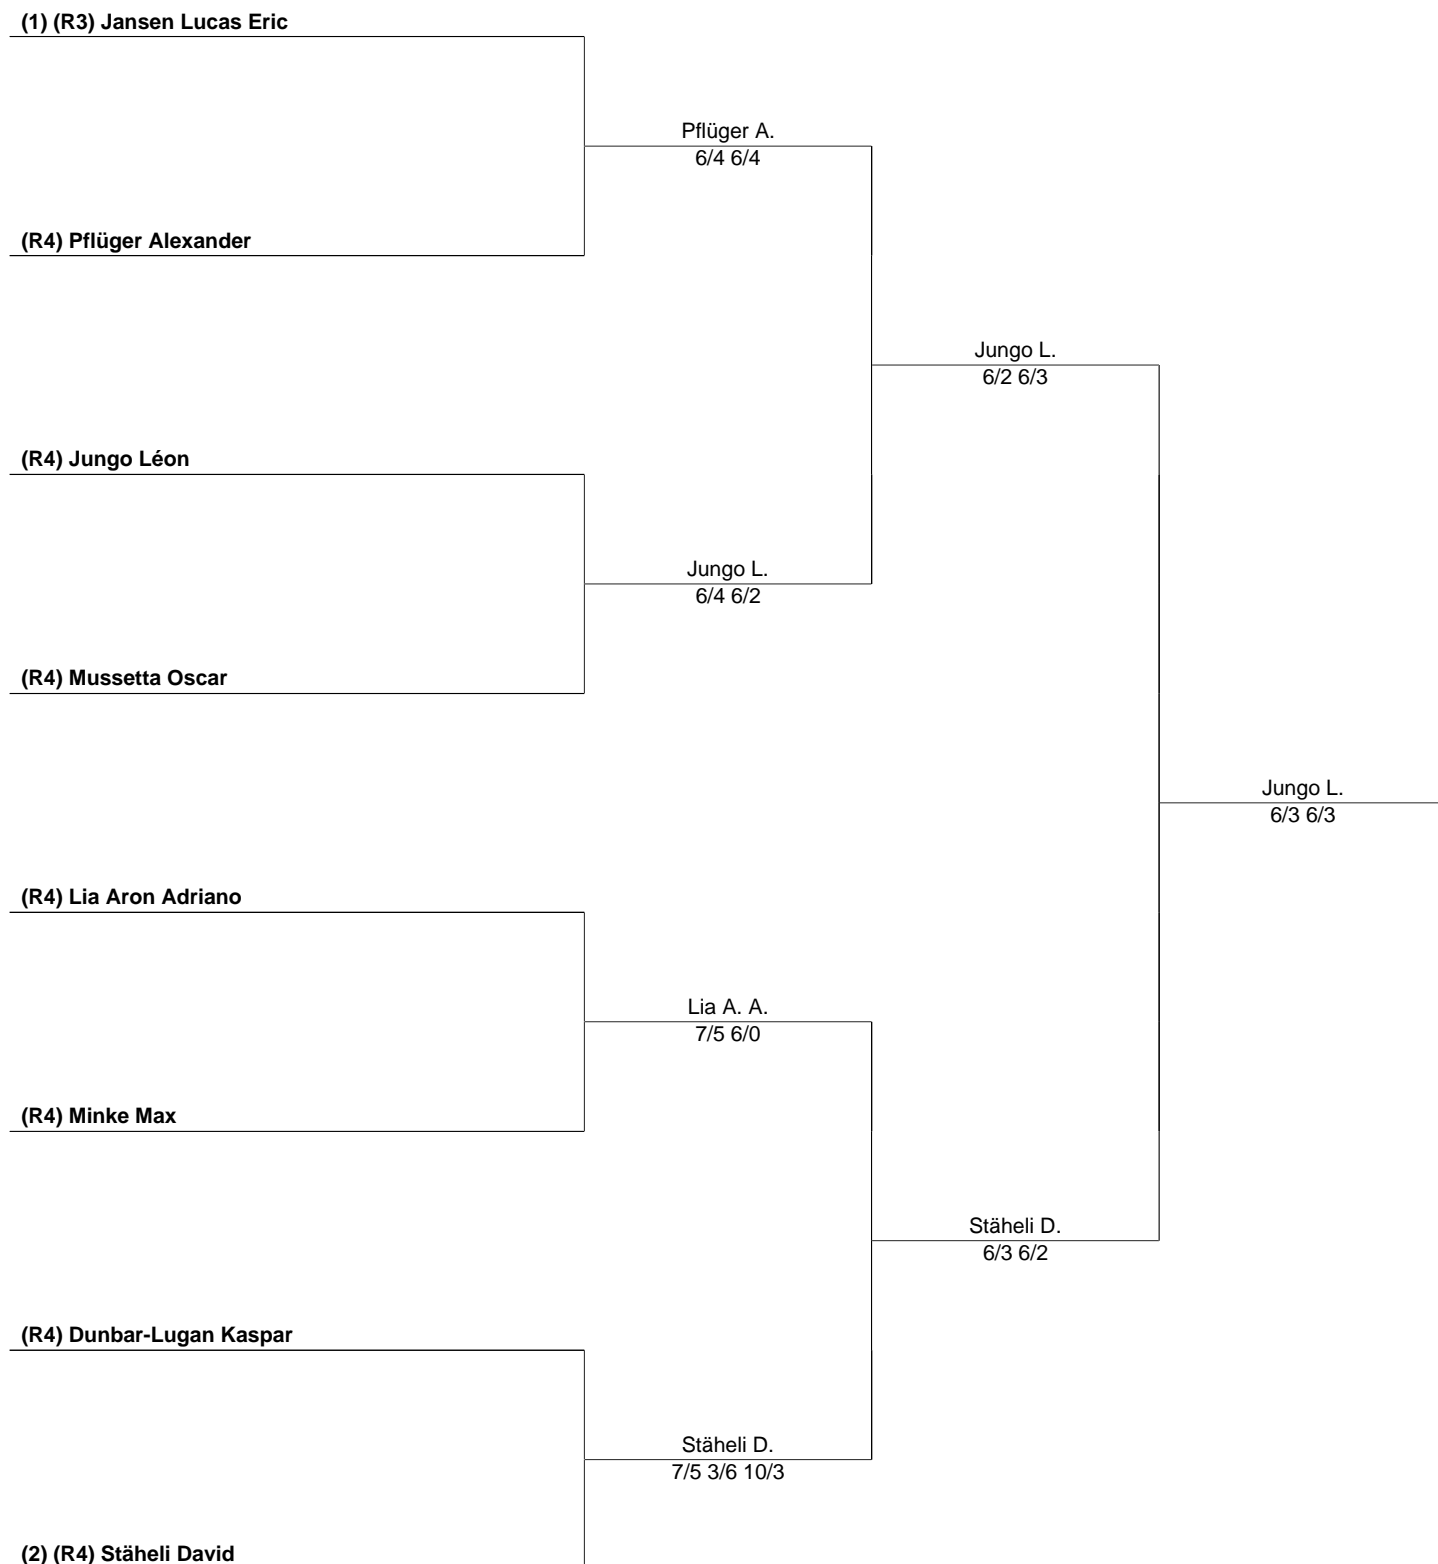 (1) (R3) Jansen Lucas Eric
Pflüger A.
6/4 6/4
(R4) Pflüger Alexander
Jungo L.
6/2 6/3
(R4) Jungo Léon
Jungo L.
6/4 6/2
(R4) Mussetta Oscar
Jungo L.
6/3 6/3
(R4) Lia Aron Adriano
Lia A. A.
7/5 6/0
(R4) Minke Max
Stäheli D.
6/3 6/2
(R4) Dunbar-Lugan Kaspar
Stäheli D.
7/5 3/6 10/3
(2) (R4) Stäheli David